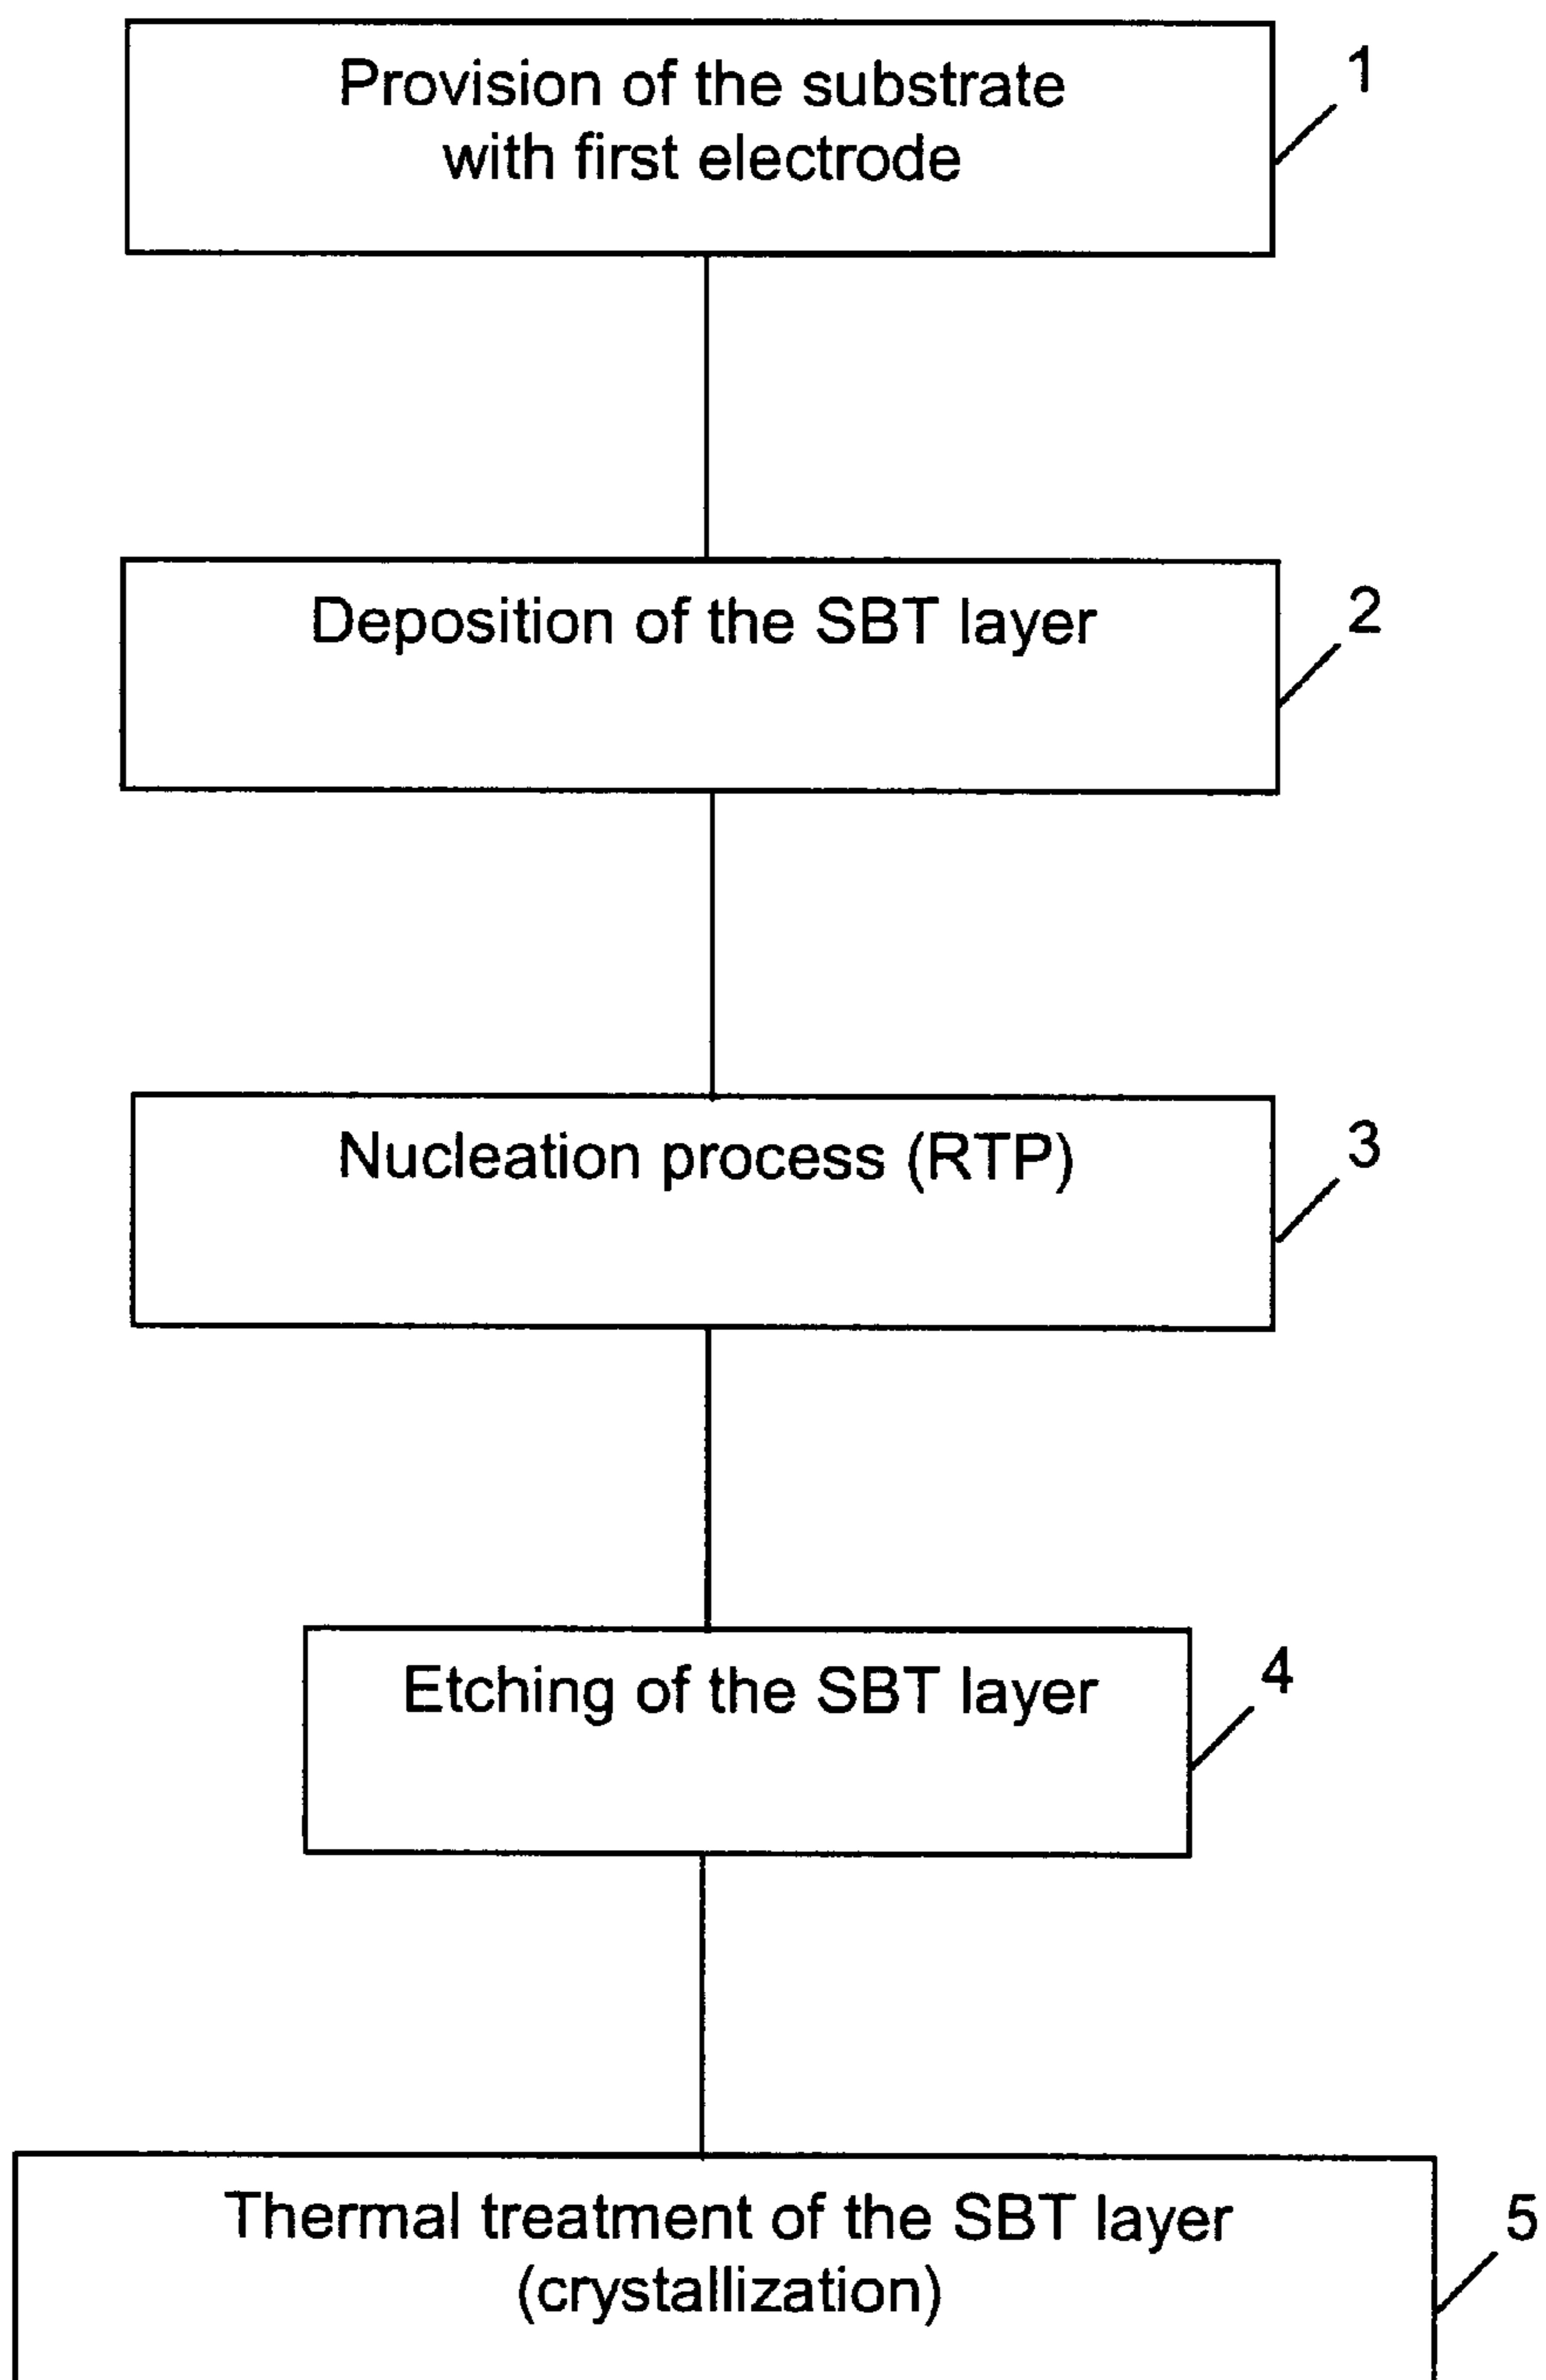 Provision of the substrate
with first electrode
1
Deposition of the SBT layer
2
Nucleation process (RTP)
3
Etching of the SBT layer
4
Thermal treatment of the SBT layer
(crystallization)
5